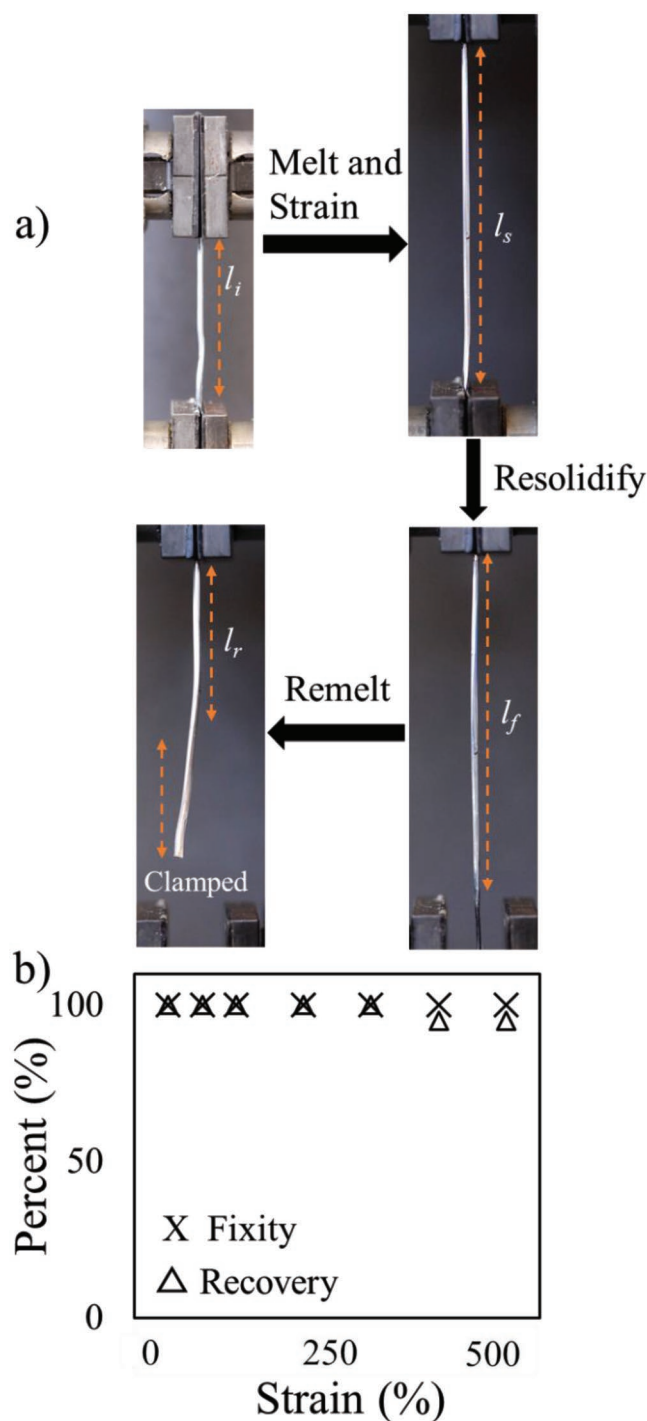 a)
l_i
Melt and
Strain
l_s
Resolidify
l_r
Clamped
Remelt
l_f
b)
Percent (%)
100
50
0
X Fixity
△ Recovery
0 250 500
Strain (%)